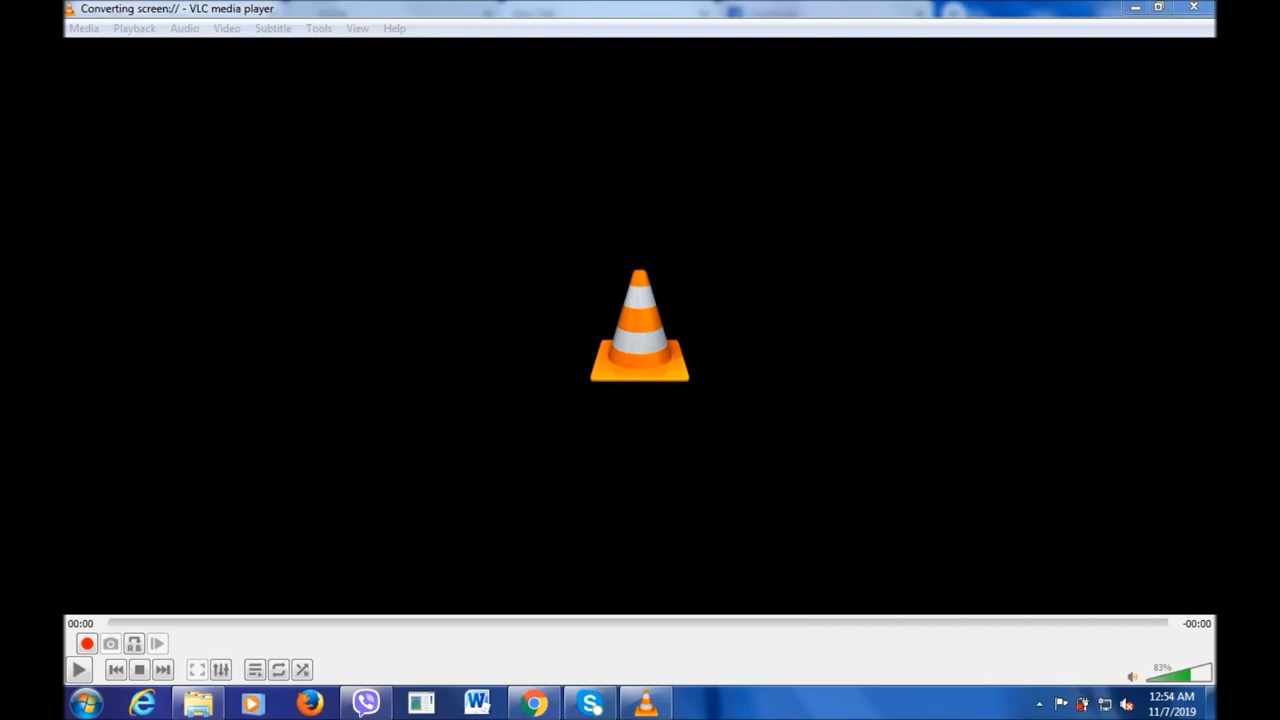 Converting screen:// - VLC media player
Media Playback Audio Video Subtitle Tools View Help
00:00 -00:00
83%
12:54 AM
11/7/2019